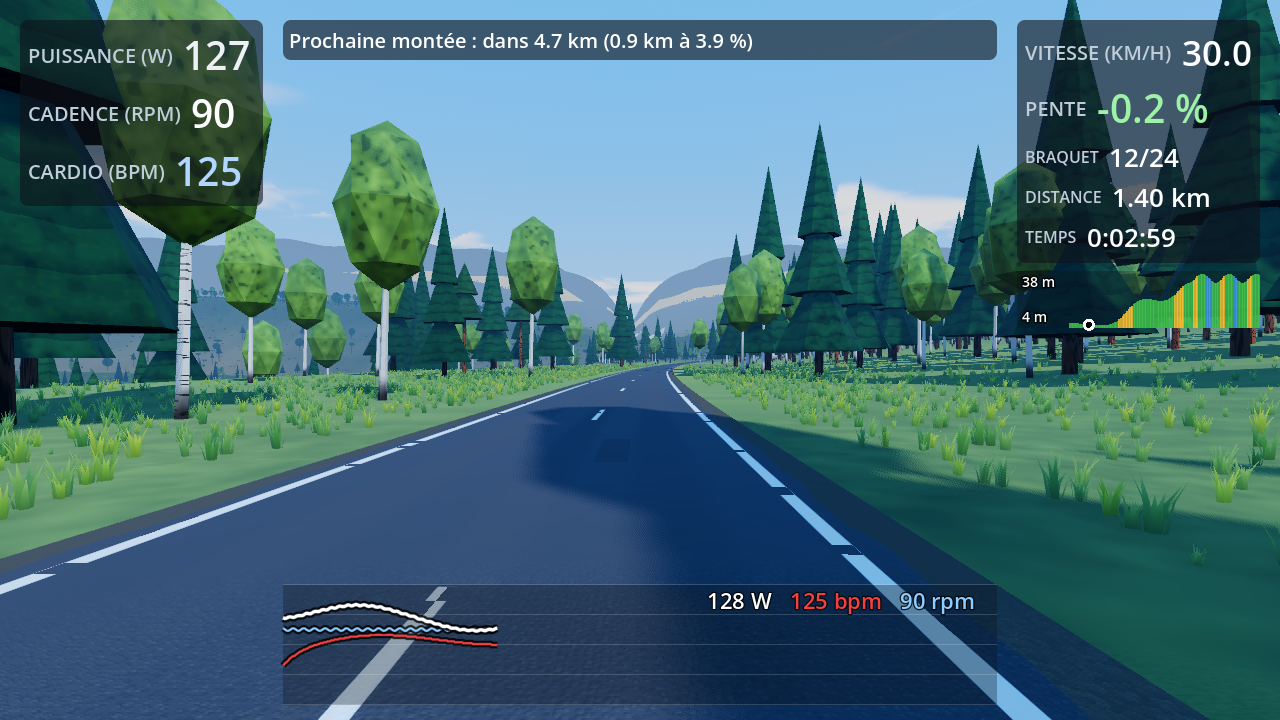 PUISSANCE (W) 127
CADENCE (RPM) 90
CARDIO (BPM) 125
Prochaine montée : dans 4.7 km (0.9 km à 3.9 %)
VITESSE (KM/H) 30.0
PENTE -0.2 %
BRAQUET 12/24
DISTANCE 1.40 km
TEMPS 0:02:59
38 m
4 m
128 W 125 bpm 90 rpm